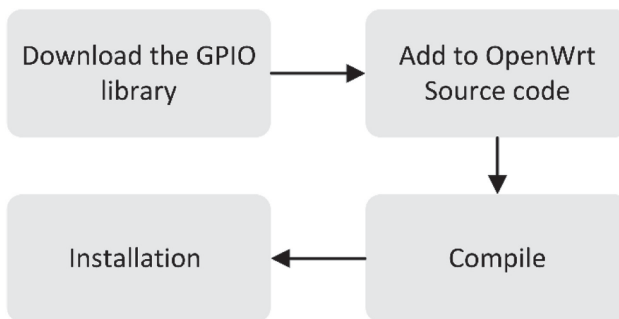 Download the GPIO
library
Add to OpenWrt
Source code
Compile
Installation